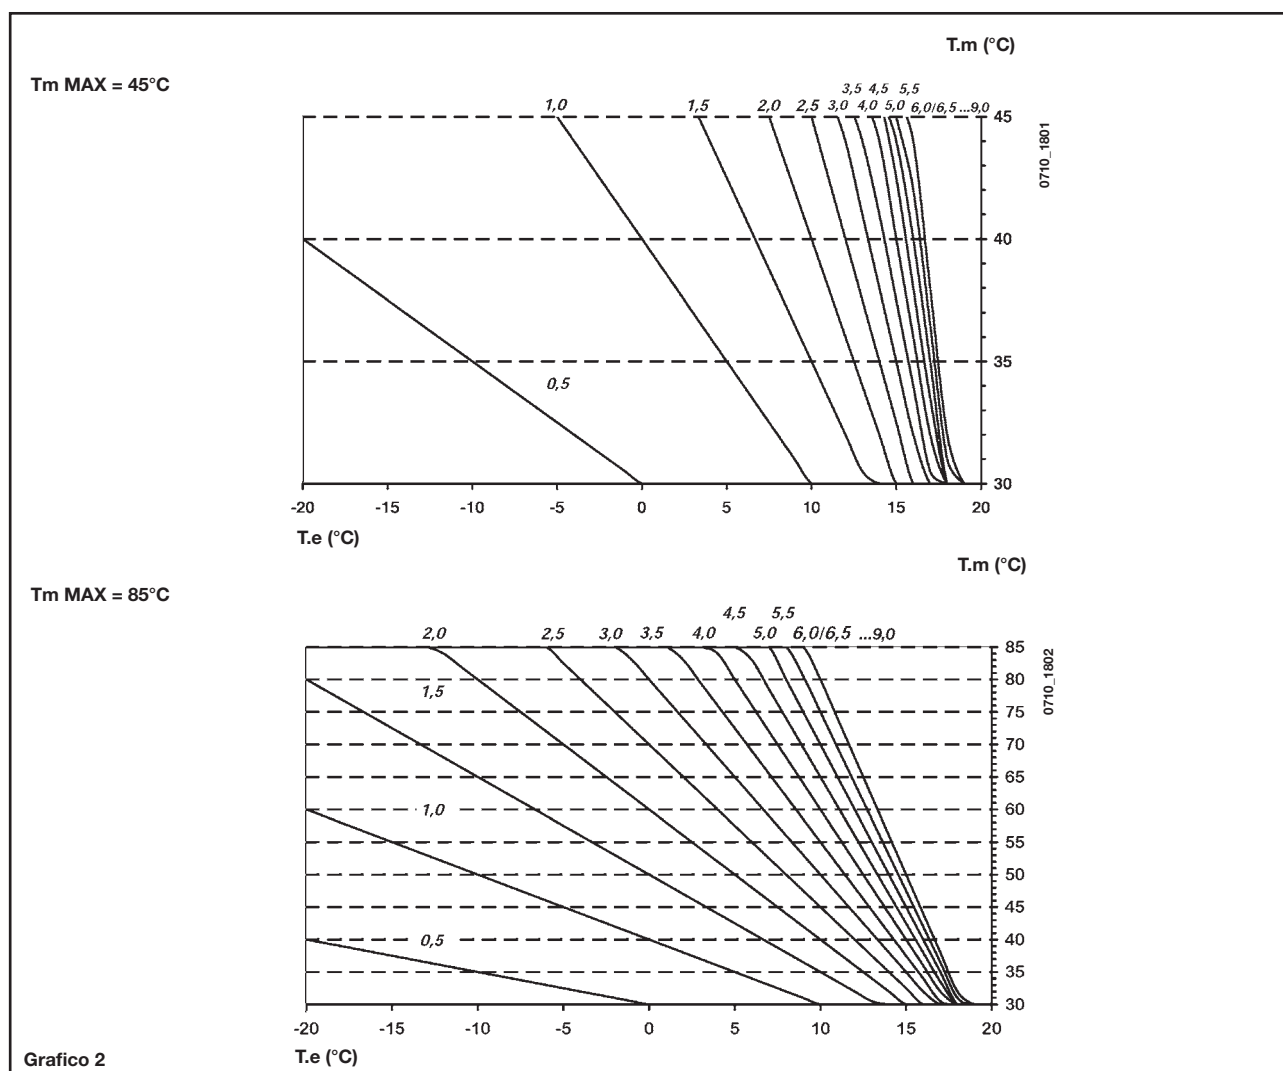 T.m (°C)
Tm MAX = 45°C
3,5 4,5 5,5
1,0 1,5 2,0 2,5 3,0 4,0 5,0 6,0/6,5 ...9,0
45
0710_1801
40
35
0,5
30
-20 -15 -10 -5 0 5 10 15 20
T.e (°C)
T.m (°C)
Tm MAX = 85°C
4,5 5,5
2,0 2,5 3,0 3,5 4,0 5,0 6,0/6,5 ...9,0
85
80
0710_1802
1,5
75
70
65
60
1,0
55
50
45
40
0,5
35
30
-20 -15 -10 -5 0 5 10 15 20
T.e (°C)
Grafico 2